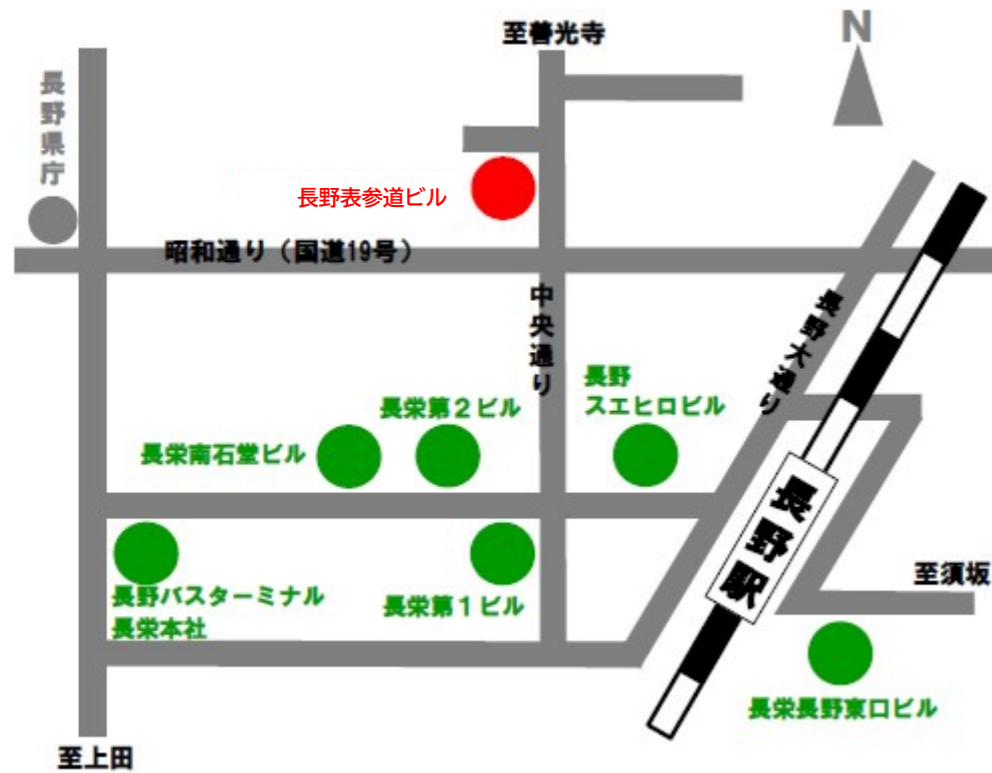 至善光寺
N
長野県庁
長野表参道ビル
昭和通り（国道19号）
中央通り
長野大通り
長野
スエヒロビル
長栄第２ビル
長栄南石堂ビル
長野駅
至須坂
長野バスターミナル
長栄本社
長栄第１ビル
長栄長野東口ビル
至上田